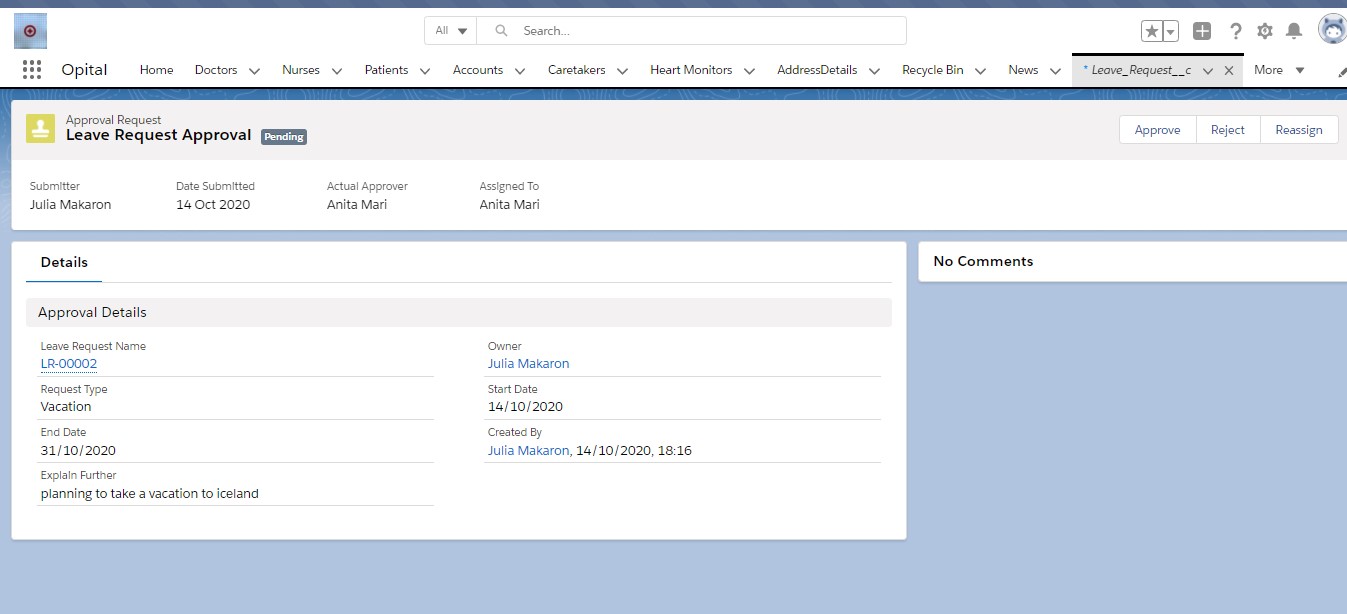 All Search...
Opital Home Doctors Nurses Patients Accounts Caretakers Heart Monitors AddressDetails Recycle Bin News * Leave_Request__c More
Approval Request
Leave Request Approval Pending
Approve Reject Reassign
Submitter Date Submitted Actual Approver Assigned To
Julia Makaron 14 Oct 2020 Anita Mari Anita Mari
Details
No Comments
Approval Details
Leave Request Name Owner
LR-00002 Julia Makaron
Request Type Start Date
Vacation 14/10/2020
End Date Created By
31/10/2020 Julia Makaron, 14/10/2020, 18:16
Explain Further
planning to take a vacation to iceland